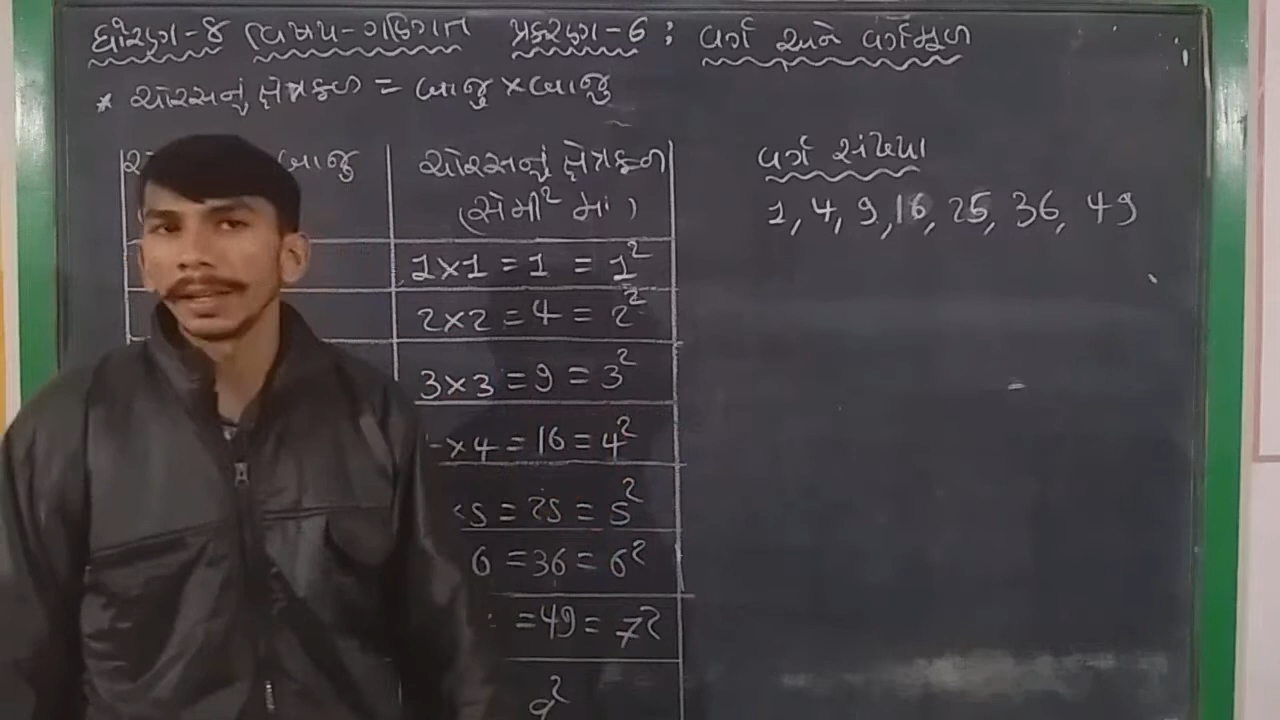 ધોરણ-૪ વિષય-ગણિત પ્રકરણ-6 : વર્ગ અને વર્ગમૂળ
* ચોરસનું ક્ષેત્રફળ = બાજુ × બાજુ
બાજુ ચોરસનું ક્ષેત્રફળ
(સેમી² માં)
1×1 = 1 = 1²
2×2 = 4 = 2²
3×3 = 9 = 3²
×4 = 16 = 4²
5 = 25 = 5²
6 = 36 = 6²
= 49 = 7²
વર્ગ સંખ્યા
1, 4, 9, 16, 25, 36, 49